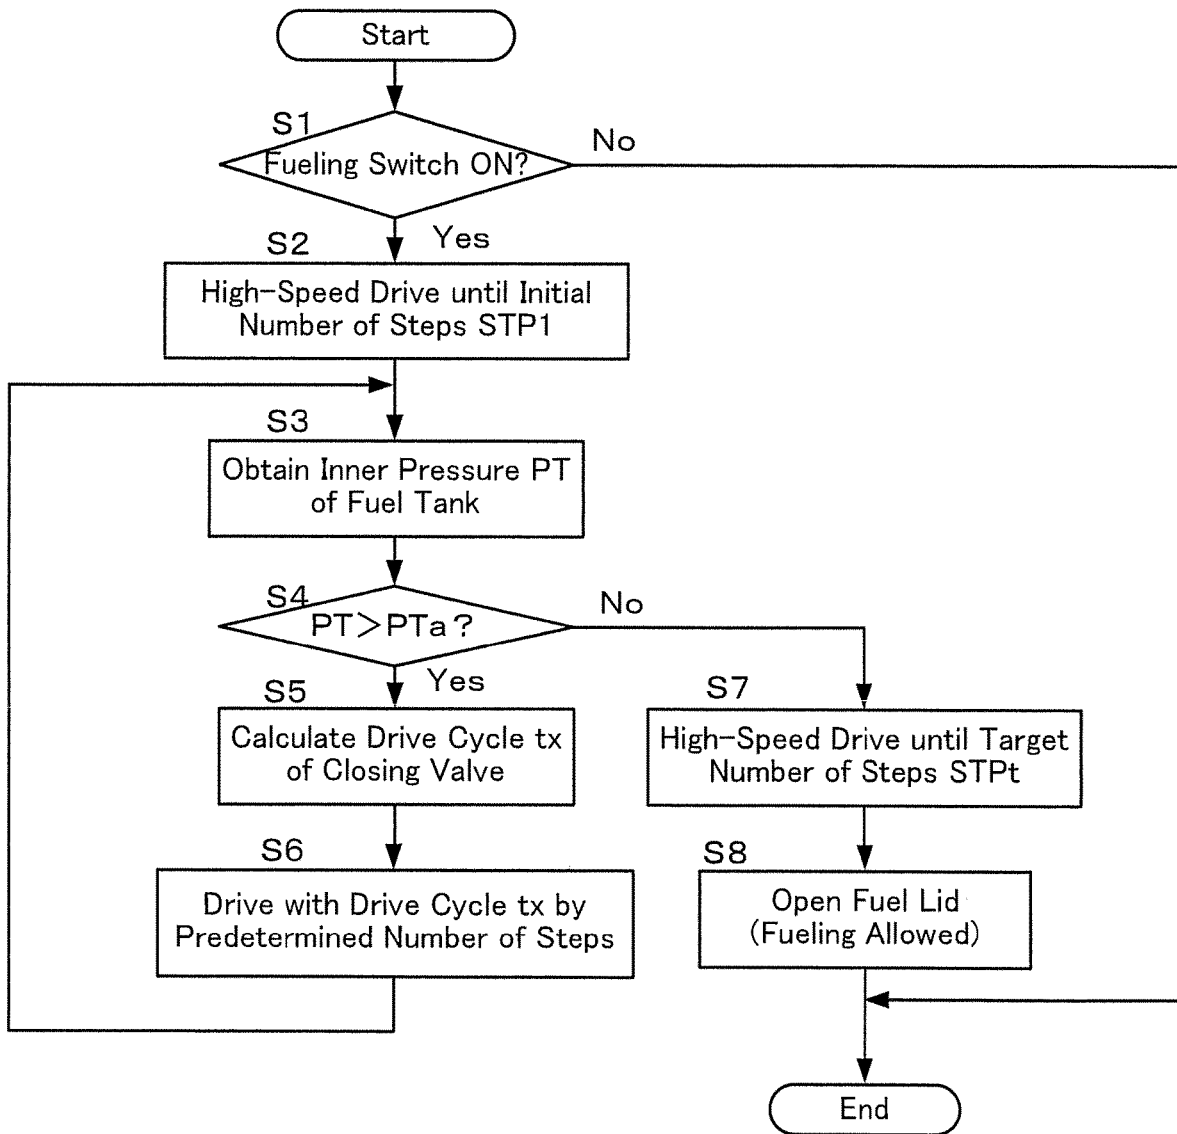 Start
S1
Fueling Switch ON?
No
Yes
S2
High-Speed Drive until Initial
Number of Steps STP1
S3
Obtain Inner Pressure PT
of Fuel Tank
S4
PT>PTa?
No
Yes
S5
Calculate Drive Cycle tx
of Closing Valve
S6
Drive with Drive Cycle tx by
Predetermined Number of Steps
S7
High-Speed Drive until Target
Number of Steps STPt
S8
Open Fuel Lid
(Fueling Allowed)
End